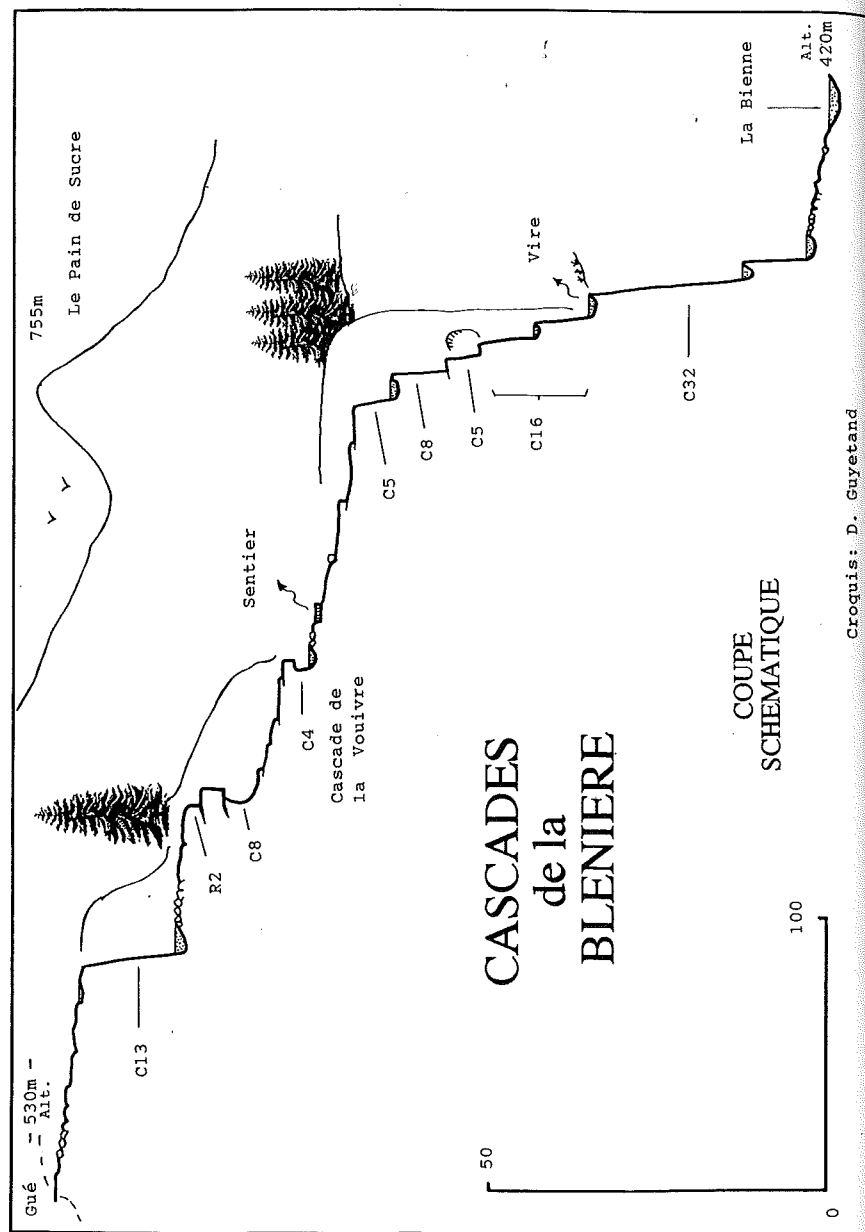 Gué
530m
Alt.
755m
Le Pain de Sucre
C13
R2
C8
C4
Cascade de
la Vouivre
Sentier
C5
C8
C5
C16
Vire
C32
La Bienne
Alt.
420m
CASCADES
de la
BLENIERE
COUPE
SCHEMATIQUE
50
0
100
Croquis: D. Guyetand